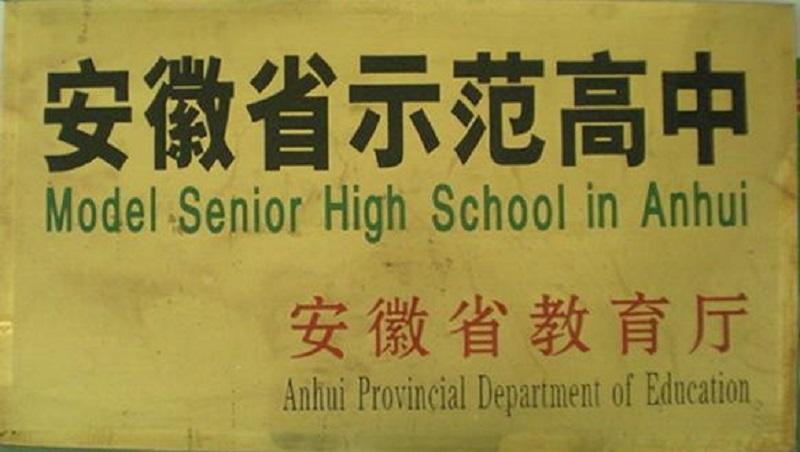 安徽省示范高中
Model Senior High School in Anhui
安徽省教育厅
Anhui Provincial Department of Education